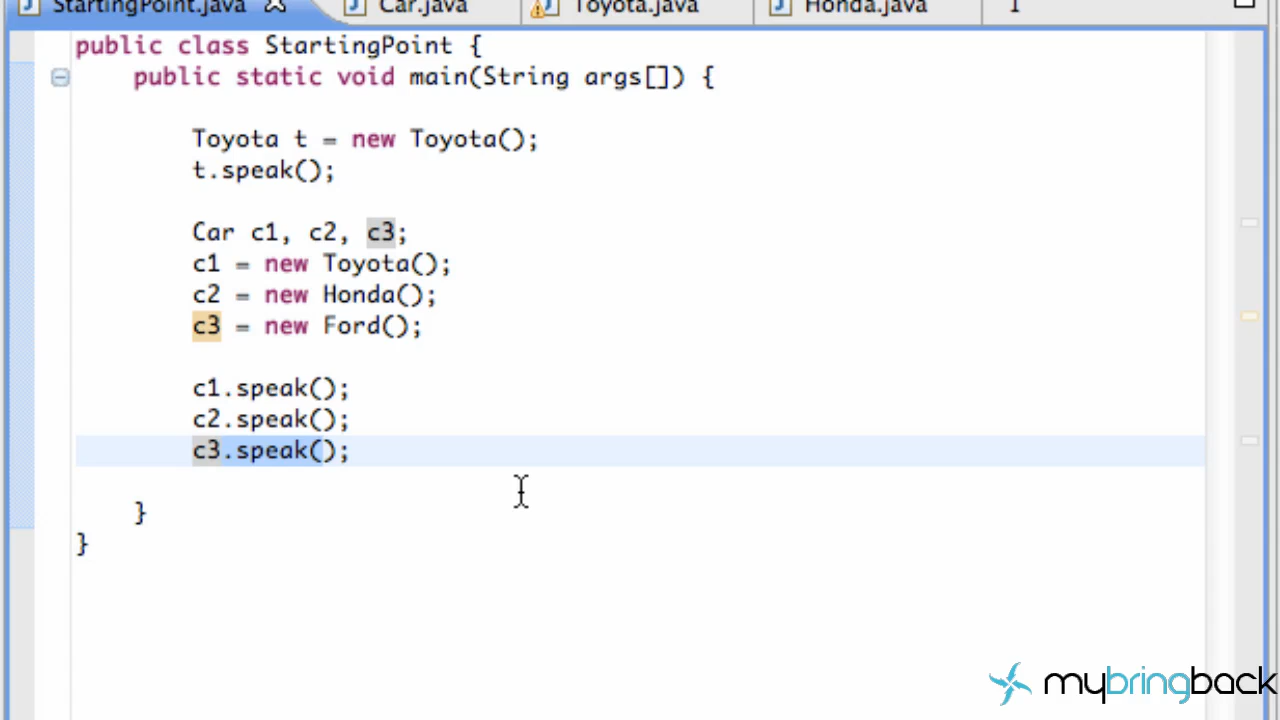 StartingPoint.java Car.java Toyota.java Honda.java 1
public class StartingPoint {
public static void main(String args[]) {
Toyota t = new Toyota();
t.speak();
Car c1, c2, c3;
c1 = new Toyota();
c2 = new Honda();
c3 = new Ford();
c1.speak();
c2.speak();
c3.speak();
}
}
mybringback